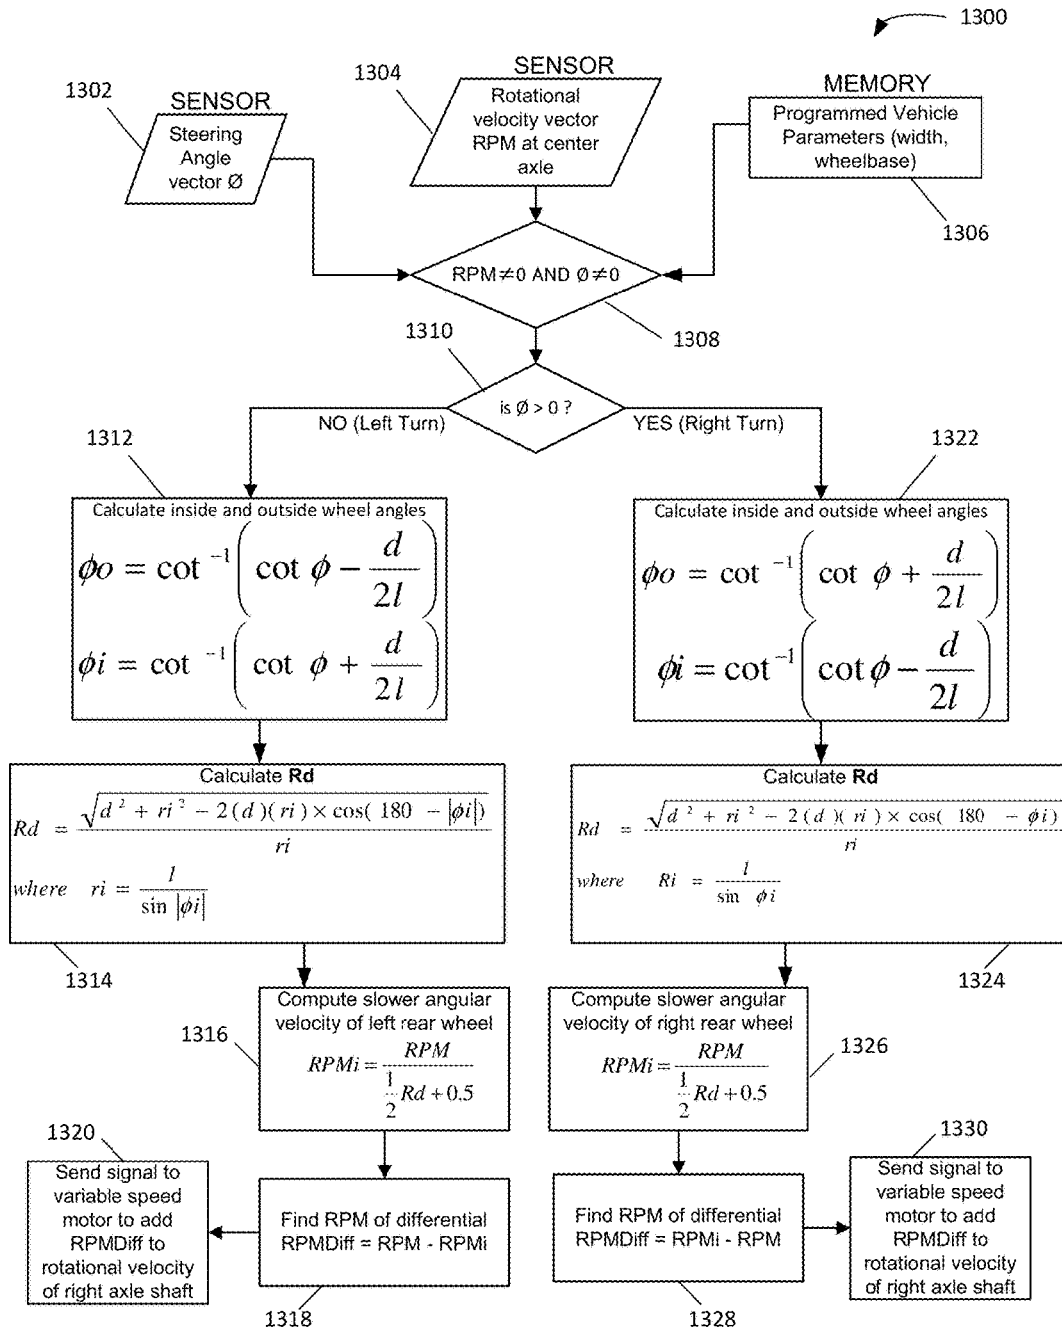 1300
1302
SENSOR
Steering
Angle
vector Ø
1304
SENSOR
Rotational
velocity vector
RPM at center
axle
MEMORY
Programmed Vehicle
Parameters (width,
wheelbase)
1306
RPM≠0 AND Ø≠0
1308
1310
is Ø > 0 ?
NO (Left Turn)
YES (Right Turn)
1312
Calculate inside and outside wheel angles
ϕo = cot ⁻¹ ( cot ϕ − d/2l )
ϕi = cot ⁻¹ ( cot ϕ + d/2l )
1322
Calculate inside and outside wheel angles
ϕo = cot ⁻¹ ( cot ϕ + d/2l )
ϕi = cot⁻¹ ( cot ϕ − d/2l )
Calculate Rd
Rd = √(d ² + ri ² − 2 (d )( ri ) × cos( 180 − |ϕi|)) / ri
where ri = l / sin |ϕi|
1314
Calculate Rd
Rd = √(d ² + ri ² − 2 (d )( ri ) × cos( 180 − ϕi)) / ri
where Ri = l / sin ϕi
1324
1316
Compute slower angular
velocity of left rear wheel
RPMi = RPM / (1/2 Rd + 0.5)
Compute slower angular
velocity of right rear wheel
RPMi = RPM / (1/2 Rd + 0.5)
1326
1320
Send signal to
variable speed
motor to add
RPMDiff to
rotational velocity
of right axle shaft
Find RPM of differential
RPMDiff = RPM - RPMi
1318
Find RPM of differential
RPMDiff = RPMi - RPM
1328
1330
Send signal to
variable speed
motor to add
RPMDiff to
rotational velocity
of right axle shaft